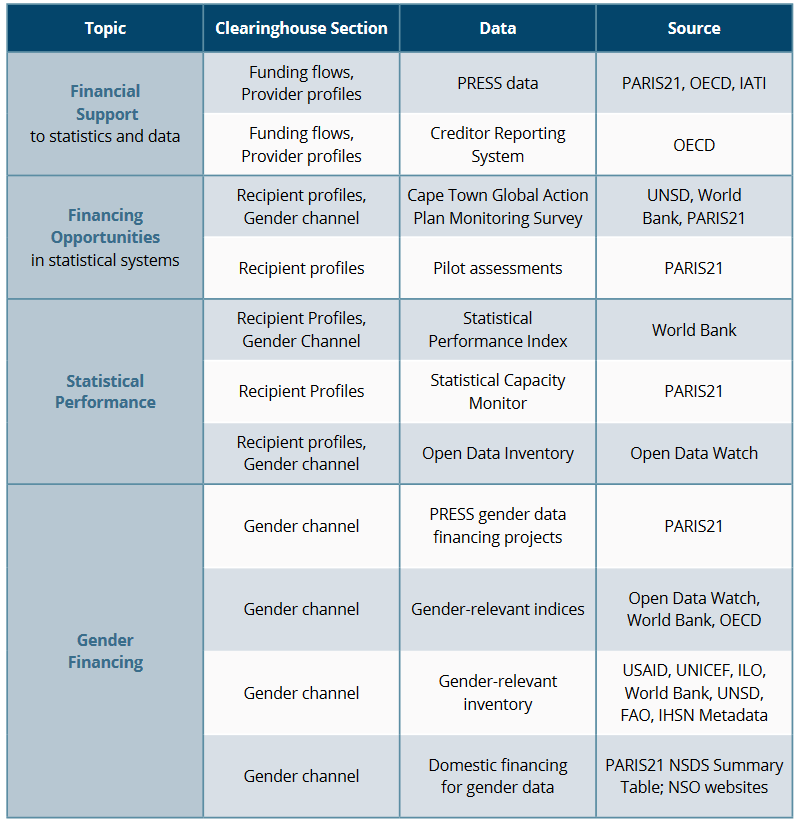 Topic
Clearinghouse Section
Data
Source
Financial
Support
to statistics and data
Funding flows,
Provider profiles
PRESS data
PARIS21, OECD, IATI
Funding flows,
Provider profiles
Creditor Reporting
System
OECD
Financing
Opportunities
in statistical systems
Recipient profiles,
Gender channel
Cape Town Global Action
Plan Monitoring Survey
UNSD, World
Bank, PARIS21
Recipient profiles
Pilot assessments
PARIS21
Statistical
Performance
Recipient Profiles,
Gender Channel
Statistical
Performance Index
World Bank
Recipient Profiles
Statistical Capacity
Monitor
PARIS21
Recipient profiles,
Gender channel
Open Data Inventory
Open Data Watch
Gender
Financing
Gender channel
PRESS gender data
financing projects
PARIS21
Gender channel
Gender-relevant indices
Open Data Watch,
World Bank, OECD
Gender channel
Gender-relevant
inventory
USAID, UNICEF, ILO,
World Bank, UNSD,
FAO, IHSN Metadata
Gender channel
Domestic financing
for gender data
PARIS21 NSDS Summary
Table; NSO websites